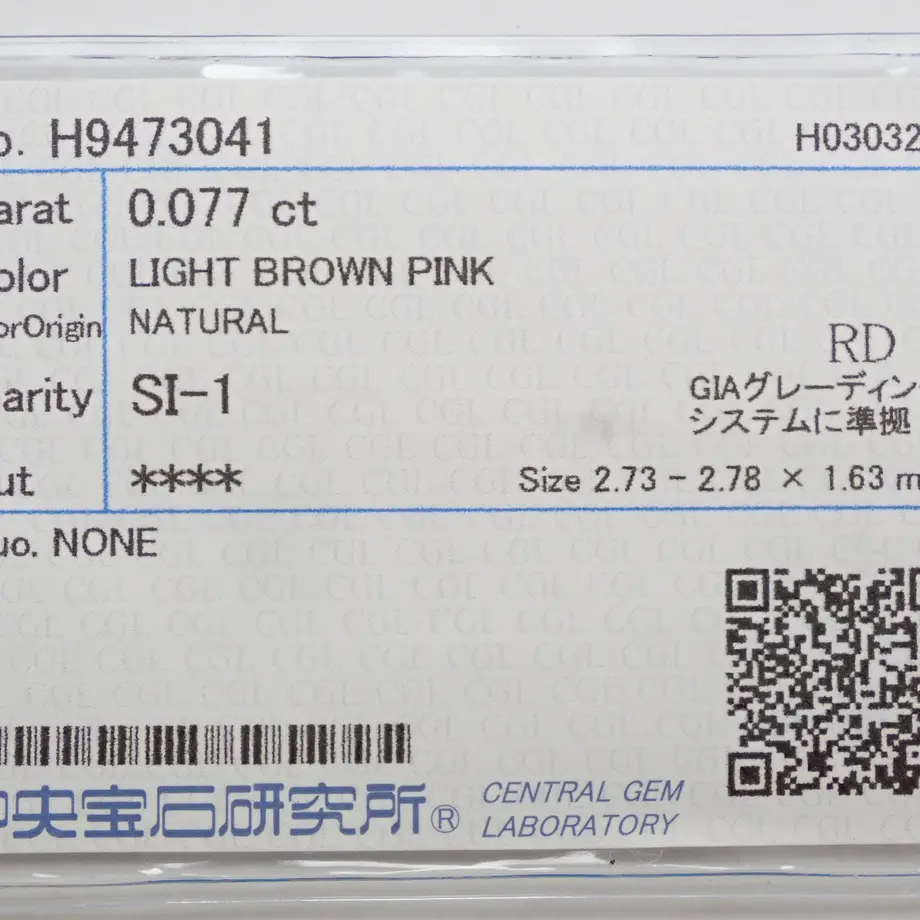 o. H9473041 H03032
arat 0.077 ct
olor LIGHT BROWN PINK
orOrigin NATURAL
RD
arity SI-1
GIAグレーディン
システムに準拠
ut **** Size 2.73 - 2.78 × 1.63 m
uo. NONE
中央宝石研究所® CENTRAL GEM
LABORATORY